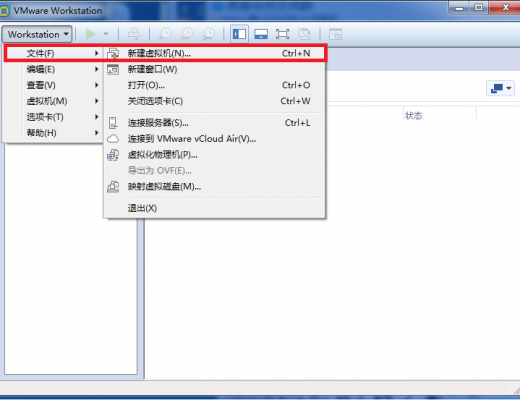 VMware Workstation
Workstation
文件(F)
新建虚拟机(N)... Ctrl+N
编辑(E)
新建窗口(W)
查看(V)
打开(O)... Ctrl+O
虚拟机(M)
关闭选项卡(C) Ctrl+W
选项卡(T)
帮助(H)
连接服务器(S)... Ctrl+L
连接到 VMware vCloud Air(V)...
虚拟化物理机(P)...
导出为 OVF(E)...
映射虚拟磁盘(M)...
退出(X)
状态